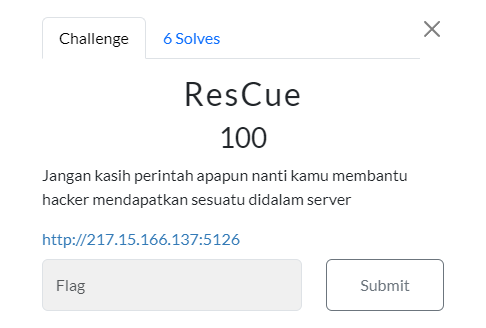 Challenge
6 Solves
ResCue
100
Jangan kasih perintah apapun nanti kamu membantu
hacker mendapatkan sesuatu didalam server
http://217.15.166.137:5126
Flag
Submit